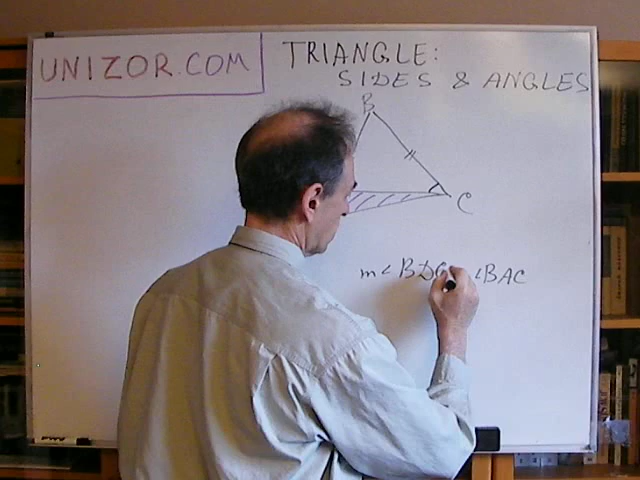 UNIZOR.COM
TRIANGLE:
SIDES & ANGLES
B
C
m∠BDC ∠BAC